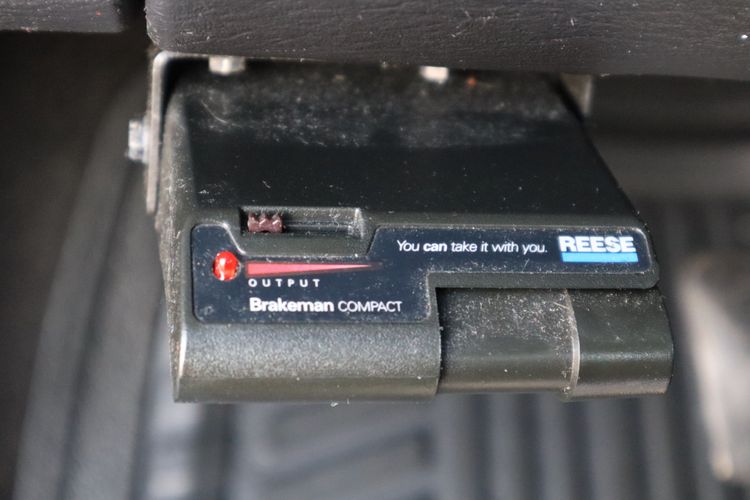 You can take it with you. REESE
OUTPUT
Brakeman COMPACT